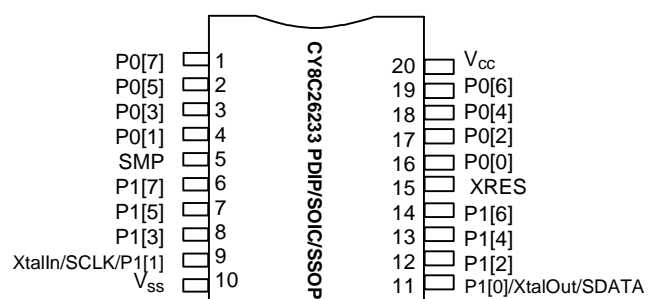 P0[7] 1
P0[5] 2
P0[3] 3
P0[1] 4
SMP 5
P1[7] 6
P1[5] 7
P1[3] 8
XtalIn/SCLK/P1[1] 9
Vss 10
CY8C26233 PDIP/SOIC/SSOP
20 Vcc
19 P0[6]
18 P0[4]
17 P0[2]
16 P0[0]
15 XRES
14 P1[6]
13 P1[4]
12 P1[2]
11 P1[0]/XtalOut/SDATA